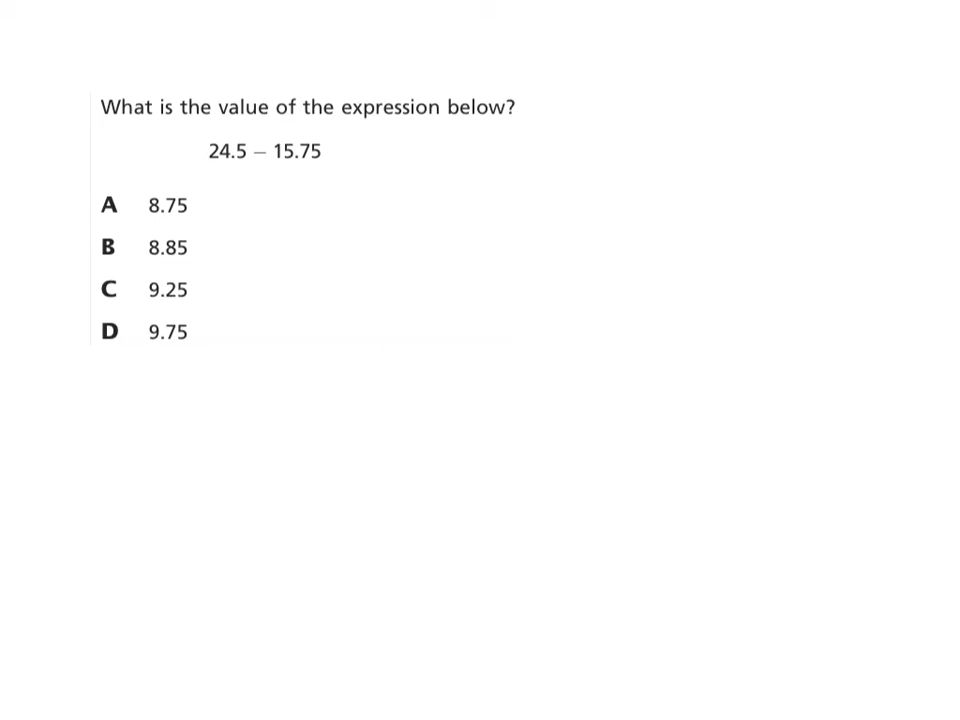 What is the value of the expression below?
24.5 – 15.75
A 8.75
B 8.85
C 9.25
D 9.75